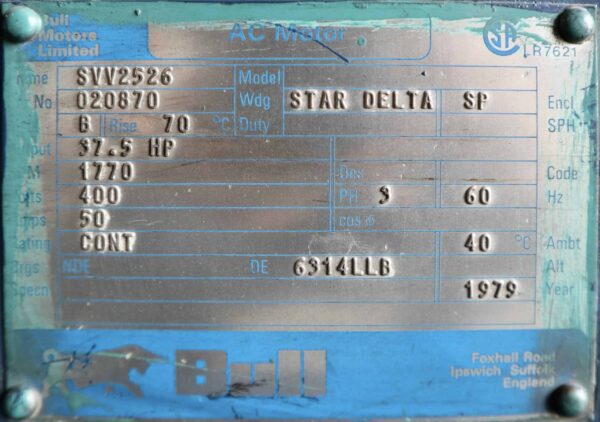 Bull
Motors
Limited
AC Motor
LR7621
SVV2526 Model
No 020870 Wdg STAR DELTA SP Encl
B Rise 70 °C Duty SPH
37.5 HP
1770 Des Code
400 PH 3 60 Hz
50 cos Φ
CONT 40 °C Ambt
NDE DE 6314LLB Alt
1979 Year
Bull
Foxhall Road
Ipswich Suffolk
England